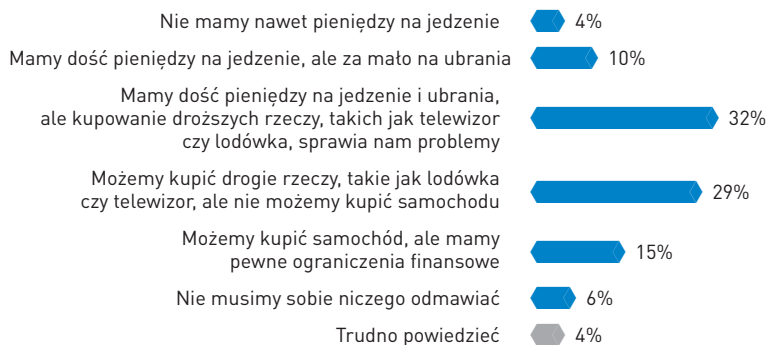 Nie mamy nawet pieniędzy na jedzenie 4%
Mamy dość pieniędzy na jedzenie, ale za mało na ubrania 10%
Mamy dość pieniędzy na jedzenie i ubrania,
ale kupowanie droższych rzeczy, takich jak telewizor 32%
czy lodówka, sprawia nam problemy
Możemy kupić drogie rzeczy, takie jak lodówka
czy telewizor, ale nie możemy kupić samochodu 29%
Możemy kupić samochód, ale mamy
pewne ograniczenia finansowe 15%
Nie musimy sobie niczego odmawiać 6%
Trudno powiedzieć 4%